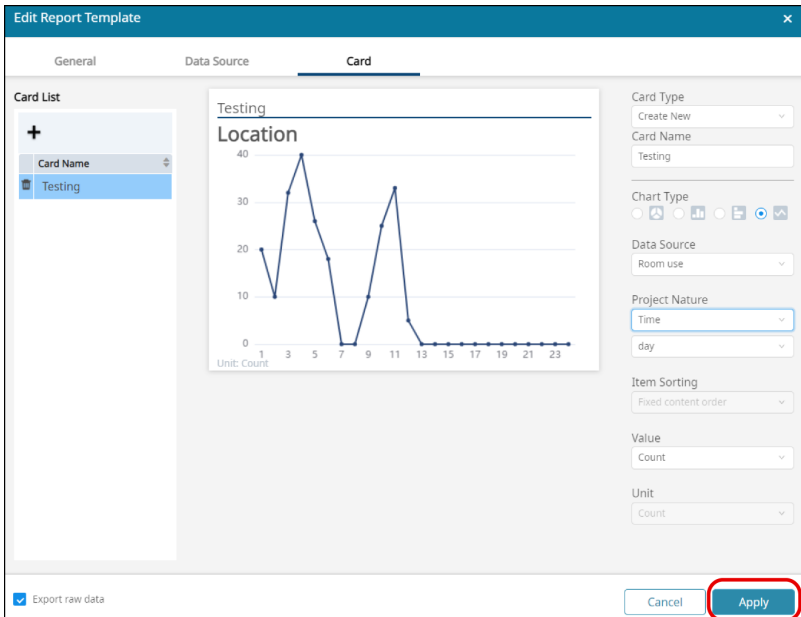 Edit Report Template
×
General Data Source Card
Card List
+
Card Name
Testing
Testing
Location
40
30
20
10
0
1 3 5 7 9 11 13 15 17 19 21 23
Unit: Count
Card Type
Create New
Card Name
Testing
Chart Type
Data Source
Room use
Project Nature
Time
day
Item Sorting
Fixed content order
Value
Count
Unit
Count
Export raw data
Cancel Apply